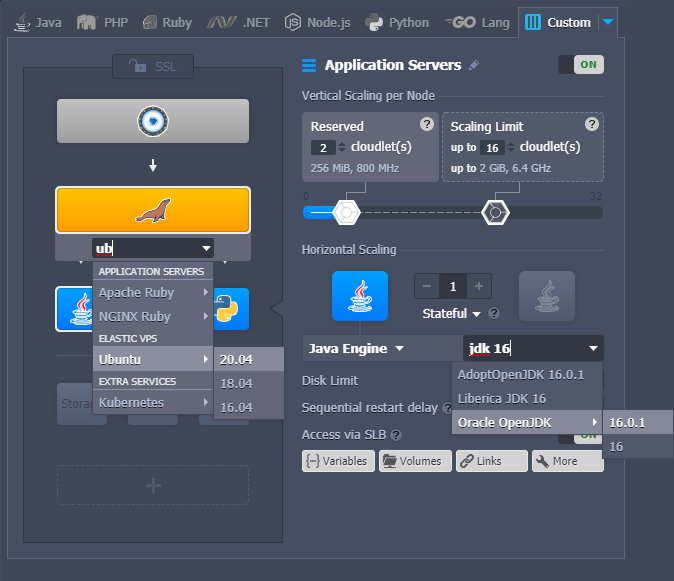 Java
PHP
Ruby
.NET
Node.js
Python
GO Lang
Custom
SSL
ub
APPLICATION SERVERS
Apache Ruby
NGINX Ruby
ELASTIC VPS
Ubuntu
20.04
EXTRA SERVICES
18.04
Kubernetes
16.04
Application Servers
ON
Vertical Scaling per Node
Reserved
?
2 cloudlet(s)
256 MiB, 800 MHz
Scaling Limit
?
up to 16 cloudlet(s)
up to 2 GiB, 6.4 GHz
0
32
Horizontal Scaling
1
Stateful
?
Java Engine
jdk 16
AdoptOpenJDK 16.0.1
Liberica JDK 16
Oracle OpenJDK
16.0.1
16
Disk Limit
Sequential restart delay
Access via SLB
?
ON
Variables
Volumes
Links
More